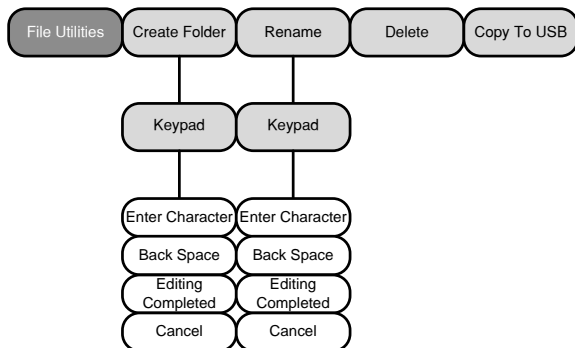 File Utilities Create Folder Rename Delete Copy To USB
Keypad Keypad
Enter Character Enter Character
Back Space Back Space
Editing Editing
Completed Completed
Cancel Cancel